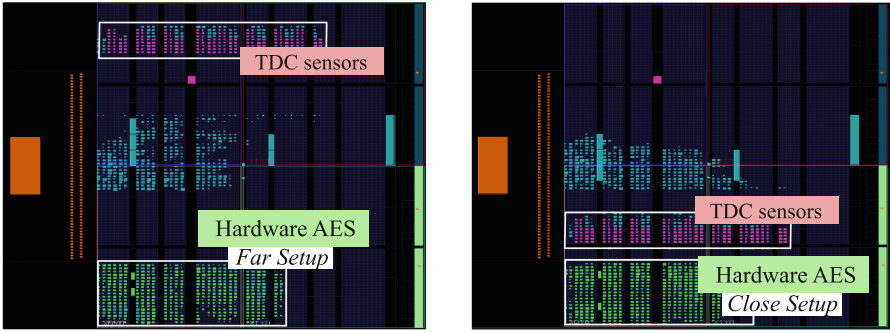 TDC sensors
Hardware AES
Far Setup
TDC sensors
Hardware AES
Close Setup